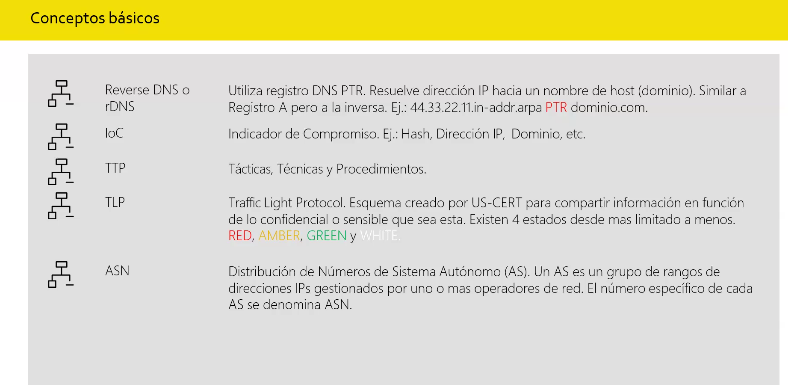 Conceptos básicos
Reverse DNS o
rDNS
Utiliza registro DNS PTR. Resuelve dirección IP hacia un nombre de host (dominio). Similar a
Registro A pero a la inversa. Ej.: 44.33.22.11.in-addr.arpa PTR dominio.com.
IoC
Indicador de Compromiso. Ej.: Hash, Dirección IP, Dominio, etc.
TTP
Tácticas, Técnicas y Procedimientos.
TLP
Traffic Light Protocol. Esquema creado por US-CERT para compartir información en función
de lo confidencial o sensible que sea esta. Existen 4 estados desde mas limitado a menos.
RED, AMBER, GREEN y WHITE.
ASN
Distribución de Números de Sistema Autónomo (AS). Un AS es un grupo de rangos de
direcciones IPs gestionados por uno o mas operadores de red. El número específico de cada
AS se denomina ASN.